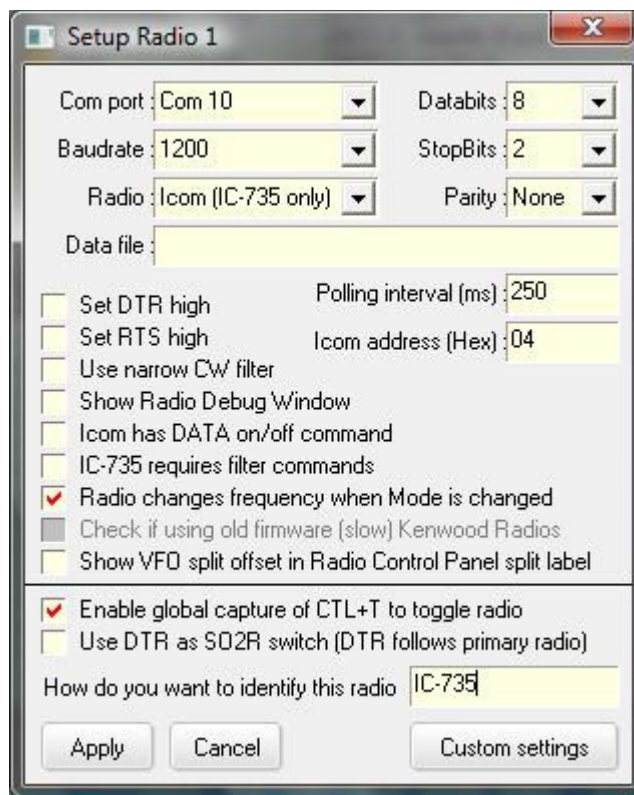 Setup Radio 1
Com port : Com 10 Databits : 8
Baudrate : 1200 StopBits : 2
Radio : Icom (IC-735 only) Parity : None
Data file :
Set DTR high Polling interval (ms) : 250
Set RTS high Icom address (Hex) : 04
Use narrow CW filter
Show Radio Debug Window
Icom has DATA on/off command
IC-735 requires filter commands
Radio changes frequency when Mode is changed
Check if using old firmware (slow) Kenwood Radios
Show VFO split offset in Radio Control Panel split label
Enable global capture of CTL+T to toggle radio
Use DTR as SO2R switch (DTR follows primary radio)
How do you want to identify this radio IC-735
Apply Cancel Custom settings